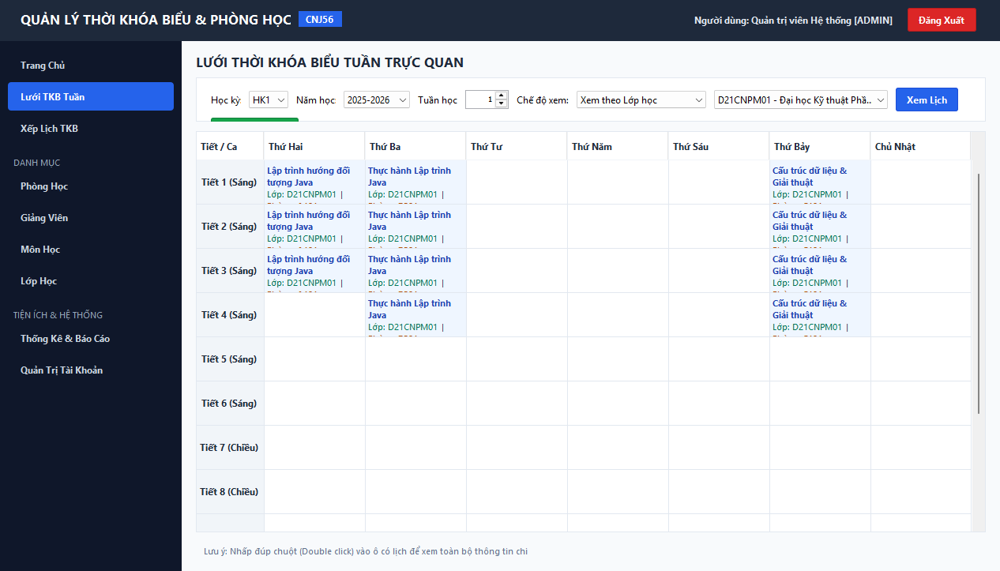 QUẢN LÝ THỜI KHÓA BIỂU & PHÒNG HỌC CNJ56
Người dùng: Quản trị viên Hệ thống [ADMIN]
Đăng Xuất
Trang Chủ
Lưới TKB Tuần
Xếp Lịch TKB
DANH MỤC
Phòng Học
Giảng Viên
Môn Học
Lớp Học
TIỆN ÍCH & HỆ THỐNG
Thống Kê & Báo Cáo
Quản Trị Tài Khoản
LƯỚI THỜI KHÓA BIỂU TUẦN TRỰC QUAN
Học kỳ: HK1 Năm học: 2025-2026 Tuần học 1 Chế độ xem: Xem theo Lớp học D21CNPM01 - Đại học Kỹ thuật Phầ.. Xem Lịch
Tiết / Ca Thứ Hai Thứ Ba Thứ Tư Thứ Năm Thứ Sáu Thứ Bảy Chủ Nhật
Tiết 1 (Sáng)
Lập trình hướng đối
tượng Java
Lớp: D21CNPM01 |
Thực hành Lập trình
Java
Lớp: D21CNPM01 |
Cấu trúc dữ liệu &
Giải thuật
Lớp: D21CNPM01 |
Tiết 2 (Sáng)
Lập trình hướng đối
tượng Java
Lớp: D21CNPM01 |
Thực hành Lập trình
Java
Lớp: D21CNPM01 |
Cấu trúc dữ liệu &
Giải thuật
Lớp: D21CNPM01 |
Tiết 3 (Sáng)
Lập trình hướng đối
tượng Java
Lớp: D21CNPM01 |
Thực hành Lập trình
Java
Lớp: D21CNPM01 |
Cấu trúc dữ liệu &
Giải thuật
Lớp: D21CNPM01 |
Tiết 4 (Sáng)
Thực hành Lập trình
Java
Lớp: D21CNPM01 |
Cấu trúc dữ liệu &
Giải thuật
Lớp: D21CNPM01 |
Tiết 5 (Sáng)
Tiết 6 (Sáng)
Tiết 7 (Chiều)
Tiết 8 (Chiều)
Lưu ý: Nhấp đúp chuột (Double click) vào ô có lịch để xem toàn bộ thông tin chi